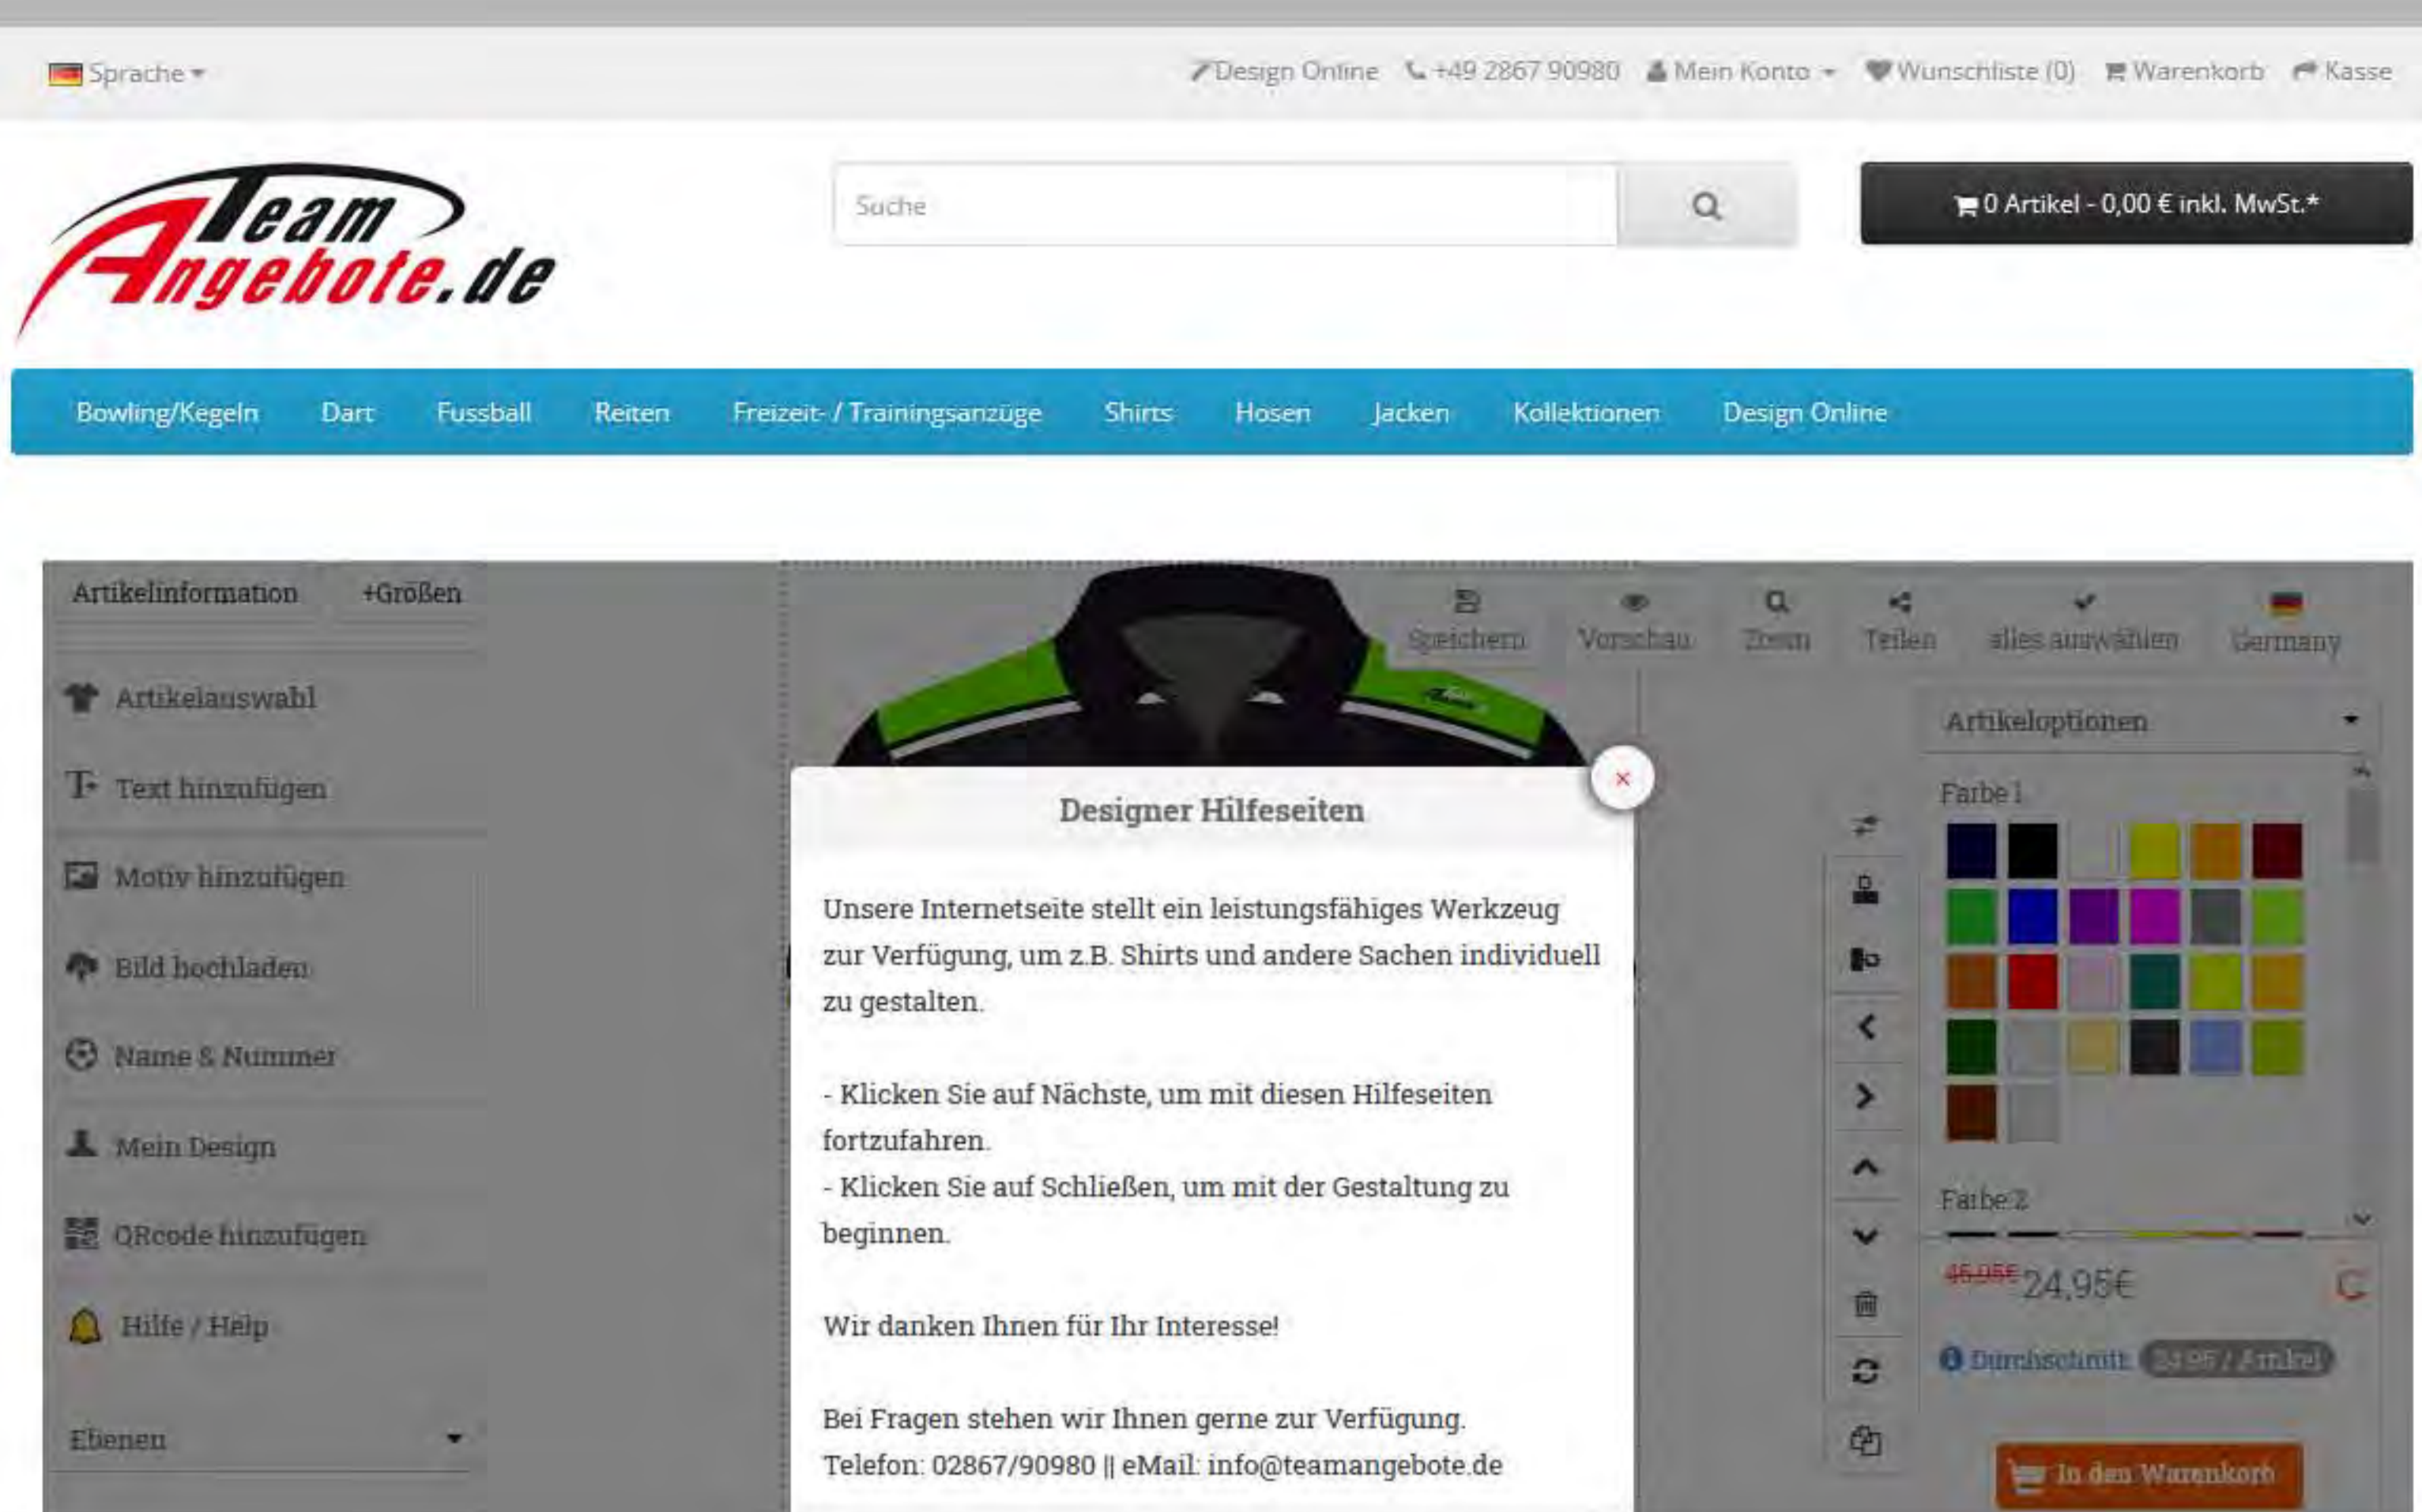 Sprache
Design Online +49 2867 90980 Mein Konto Wunschliste (0) Warenkorb Kasse
Team
Angebote.de
Suche
0 Artikel - 0,00 € inkl. MwSt.*
Bowling/Kegeln Dart Fussball Reiten Freizeit- / Trainingsanzüge Shirts Hosen Jacken Kollektionen Design Online
Artikelinformation +Größen
Artikelauswahl
Text hinzufügen
Motiv hinzufügen
Bild hochladen
Name & Nummer
Mein Design
QRcode hinzufügen
Hilfe / Help
Ebenen
Speichern Vorschau Zoom Teilen alles auswählen Germany
Designer Hilfeseiten
Unsere Internetseite stellt ein leistungsfähiges Werkzeug
zur Verfügung, um z.B. Shirts und andere Sachen individuell
zu gestalten.
- Klicken Sie auf Nächste, um mit diesen Hilfeseiten
fortzufahren.
- Klicken Sie auf Schließen, um mit der Gestaltung zu
beginnen.
Wir danken Ihnen für Ihr Interesse!
Bei Fragen stehen wir Ihnen gerne zur Verfügung.
Telefon: 02867/90980 || eMail: info@teamangebote.de
Artikeloptionen
Farbe 1
Farbe 2
24,95€
Durchschnitt 24.95 / Artikel
In den Warenkorb